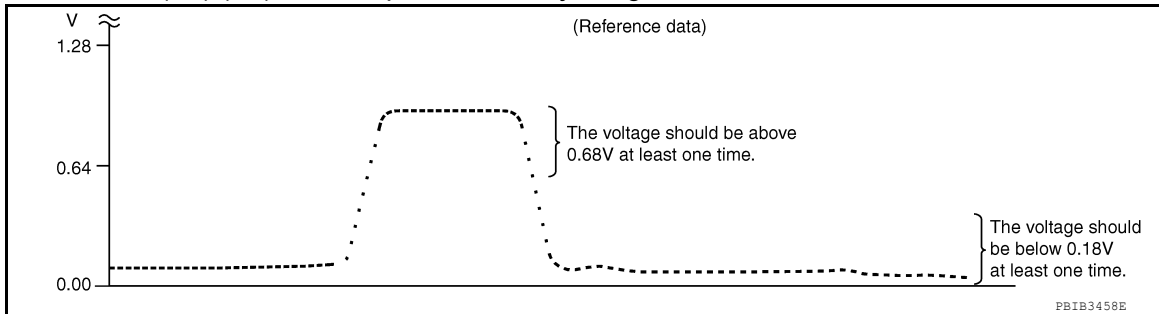 V
(Reference data)
1.28
The voltage should be above
0.68V at least one time.
0.64
The voltage should
be below 0.18V
at least one time.
0.00
PBIB3458E